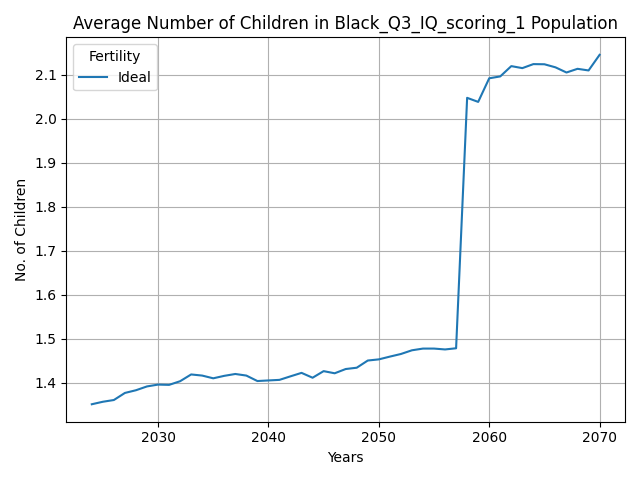 Average Number of Children in Black_Q3_IQ_scoring_1 Population
Fertility
Ideal
2.1
2.0
1.9
1.8
1.7
1.6
1.5
1.4
No. of Children
2030
2040
2050
2060
2070
Years